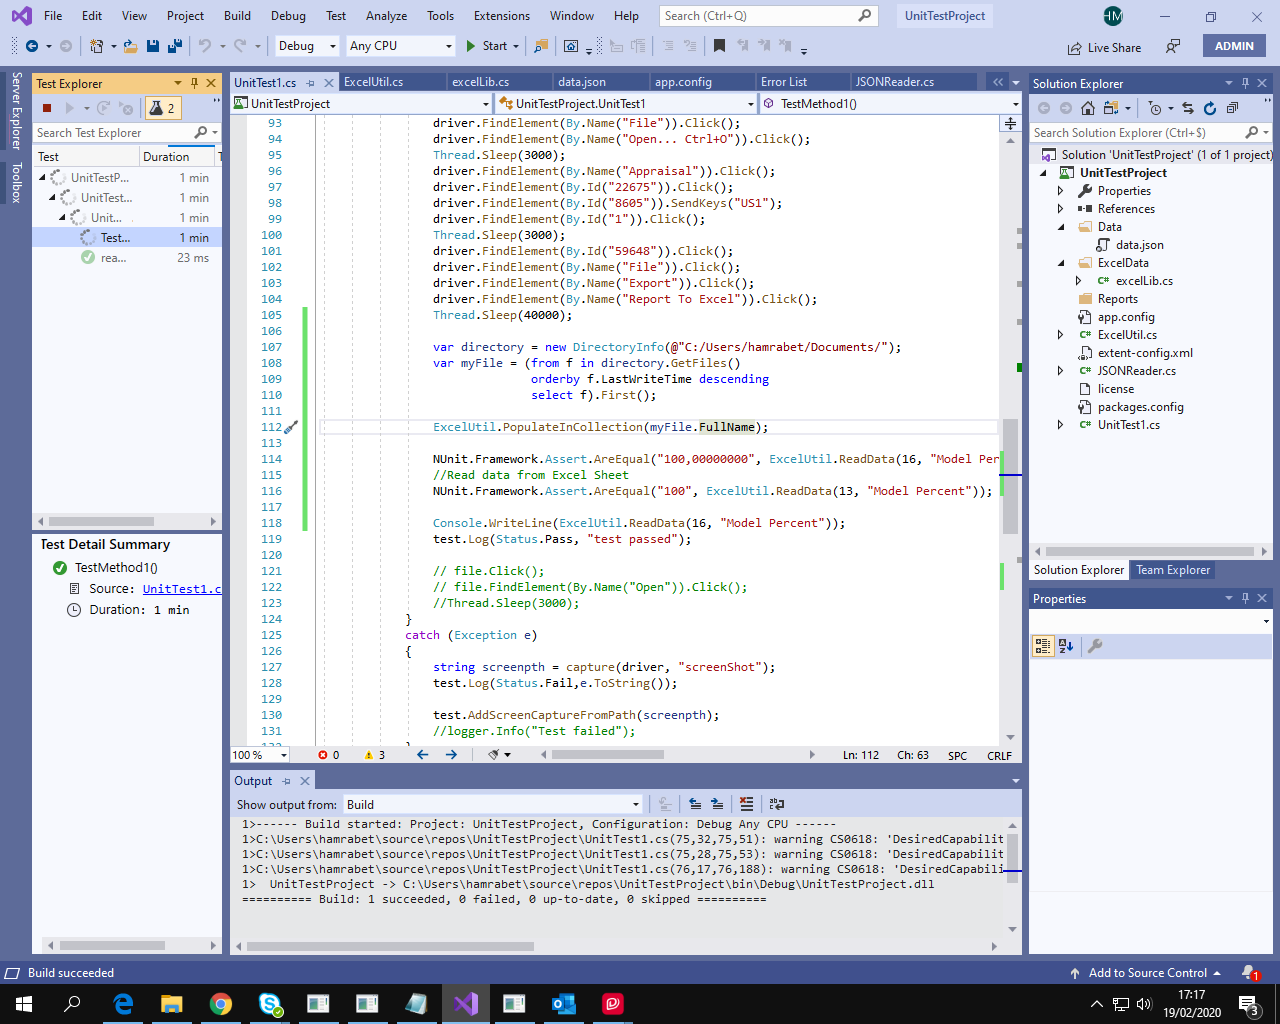 File Edit View Project Build Debug Test Analyze Tools Extensions Window Help Search (Ctrl+Q) UnitTestProject HM
Debug Any CPU Start Live Share ADMIN
Server Explorer
Toolbox
Test Explorer
2
Search Test Explorer
Test Duration
UnitTestP... 1 min
UnitTest... 1 min
Unit... 1 min
Test... 1 min
rea... 23 ms
Test Detail Summary
TestMethod1()
Source: UnitTest1.c
Duration: 1 min
UnitTest1.cs ExcelUtil.cs excelLib.cs data.json app.config Error List JSONReader.cs
UnitTestProject UnitTestProject.UnitTest1 TestMethod1()
93 driver.FindElement(By.Name("File")).Click();
94 driver.FindElement(By.Name("Open... Ctrl+O")).Click();
95 Thread.Sleep(3000);
96 driver.FindElement(By.Name("Appraisal")).Click();
97 driver.FindElement(By.Id("22675")).Click();
98 driver.FindElement(By.Id("8605")).SendKeys("US1");
99 driver.FindElement(By.Id("1")).Click();
100 Thread.Sleep(3000);
101 driver.FindElement(By.Id("59648")).Click();
102 driver.FindElement(By.Name("File")).Click();
103 driver.FindElement(By.Name("Export")).Click();
104 driver.FindElement(By.Name("Report To Excel")).Click();
105 Thread.Sleep(40000);
106
107 var directory = new DirectoryInfo(@"C:/Users/hamrabet/Documents/");
108 var myFile = (from f in directory.GetFiles()
109 orderby f.LastWriteTime descending
110 select f).First();
111
112 ExcelUtil.PopulateInCollection(myFile.FullName);
113
114 NUnit.Framework.Assert.AreEqual("100,00000000", ExcelUtil.ReadData(16, "Model Per
115 //Read data from Excel Sheet
116 NUnit.Framework.Assert.AreEqual("100", ExcelUtil.ReadData(13, "Model Percent"));
117
118 Console.WriteLine(ExcelUtil.ReadData(16, "Model Percent"));
119 test.Log(Status.Pass, "test passed");
120
121 // file.Click();
122 // file.FindElement(By.Name("Open")).Click();
123 //Thread.Sleep(3000);
124 }
125 catch (Exception e)
126 {
127 string screenpth = capture(driver, "screenShot");
128 test.Log(Status.Fail,e.ToString());
129
130 test.AddScreenCaptureFromPath(screenpth);
131 //logger.Info("Test failed");
100 % 0 3 Ln: 112 Ch: 63 SPC CRLF
Output
Show output from: Build
1>------ Build started: Project: UnitTestProject, Configuration: Debug Any CPU ------
1>C:\Users\hamrabet\source\repos\UnitTestProject\UnitTest1.cs(75,32,75,51): warning CS0618: 'DesiredCapabilit
1>C:\Users\hamrabet\source\repos\UnitTestProject\UnitTest1.cs(75,28,75,53): warning CS0618: 'DesiredCapabilit
1>C:\Users\hamrabet\source\repos\UnitTestProject\UnitTest1.cs(76,17,76,188): warning CS0618: 'DesiredCapabili
1> UnitTestProject -> C:\Users\hamrabet\source\repos\UnitTestProject\bin\Debug\UnitTestProject.dll
========== Build: 1 succeeded, 0 failed, 0 up-to-date, 0 skipped ==========
Solution Explorer
Search Solution Explorer (Ctrl+$)
Solution 'UnitTestProject' (1 of 1 project)
UnitTestProject
Properties
References
Data
data.json
ExcelData
C# excelLib.cs
Reports
app.config
C# ExcelUtil.cs
extent-config.xml
C# JSONReader.cs
license
packages.config
C# UnitTest1.cs
Solution Explorer Team Explorer
Properties
Build succeeded Add to Source Control 1
17:17
19/02/2020
3